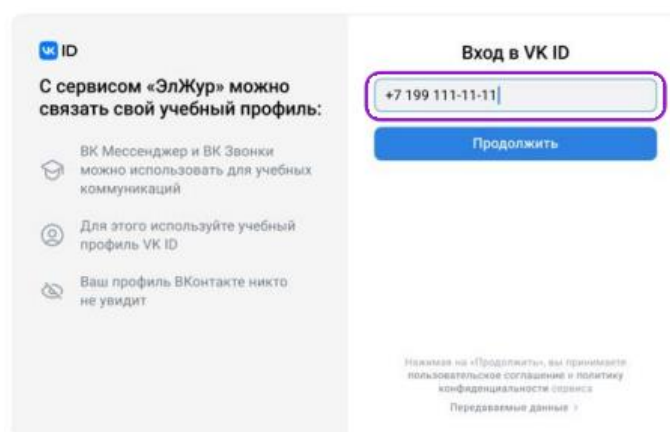 VK ID
С сервисом «ЭлЖур» можно
связать свой учебный профиль:
ВК Мессенджер и ВК Звонки
можно использовать для учебных
коммуникаций
Для этого используйте учебный
профиль VK ID
Ваш профиль ВКонтакте никто
не увидит
Вход в VK ID
+7 199 111-11-11
Продолжить
Нажимая на «Продолжить», вы принимаете
пользовательское соглашение и политику
конфиденциальности сервиса
Передаваемые данные ›